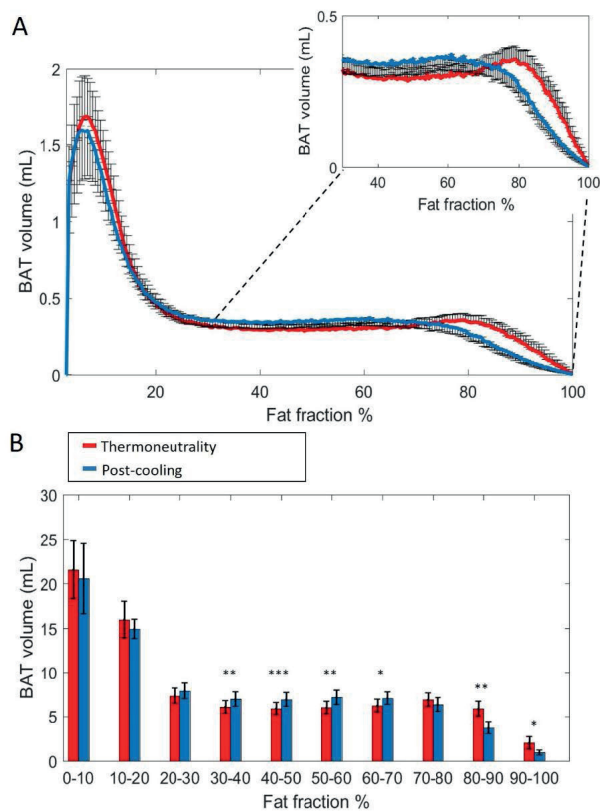 A
BAT volume (mL)
2
1.5
1
0.5
0
20
40
60
80
100
Fat fraction %
BAT volume (mL)
0.5
0
40
60
80
100
Fat fraction %
Thermoneutrality
Post-cooling
B
BAT volume (mL)
30
25
20
15
10
5
0
** *** ** * ** *
0-10 10-20 20-30 30-40 40-50 50-60 60-70 70-80 80-90 90-100
Fat fraction %